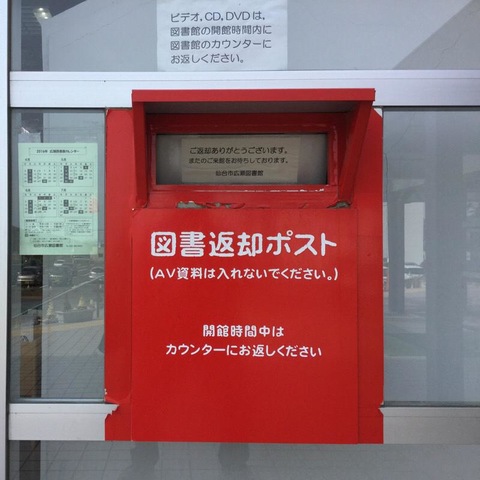 ビデオ,CD,DVDは、
図書館の開館時間内に
図書館のカウンターに
お返しください。
ご返却ありがとうございます。
またのご来館をお待ちしております。
仙台市広瀬図書館
図書返却ポスト
(AV資料は入れないでください。)
開館時間中は
カウンターにお返しください